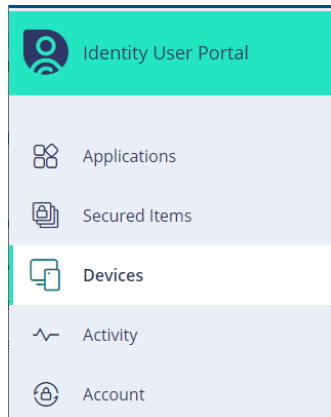 Identity User Portal
Applications
Secured Items
Devices
Activity
Account